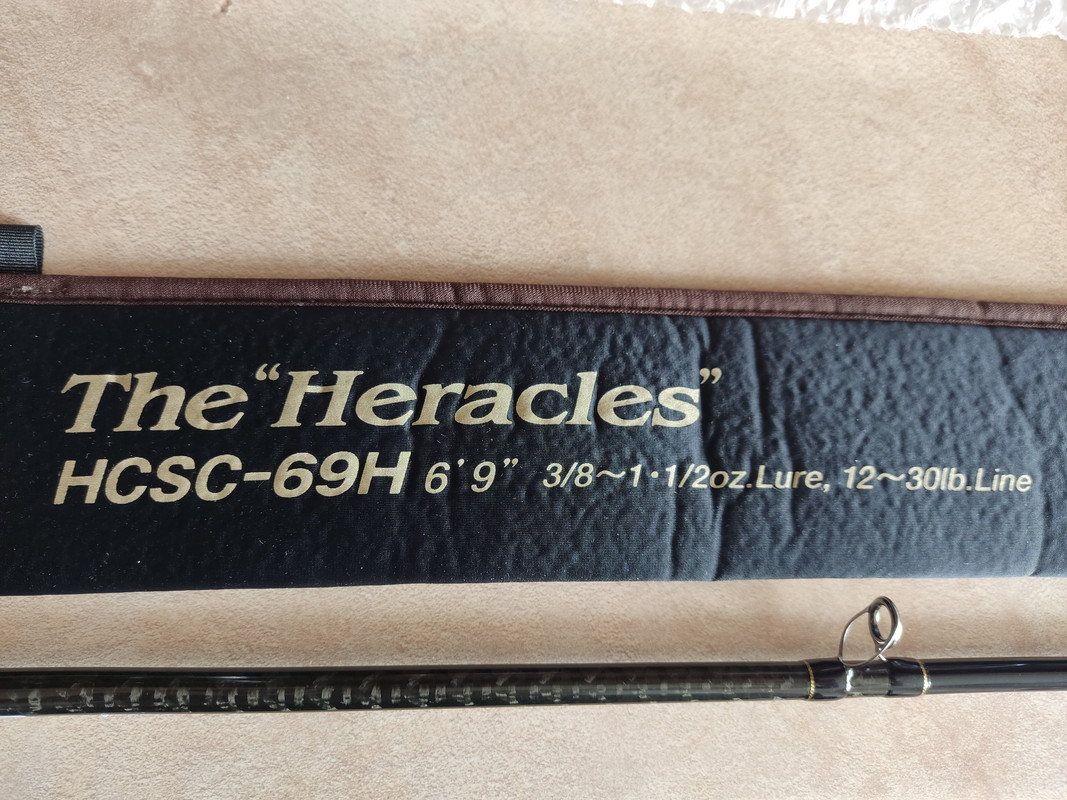 The “Heracles”
HCSC-69H 6’9” 3/8～1・1/2oz.Lure, 12～30lb.Line